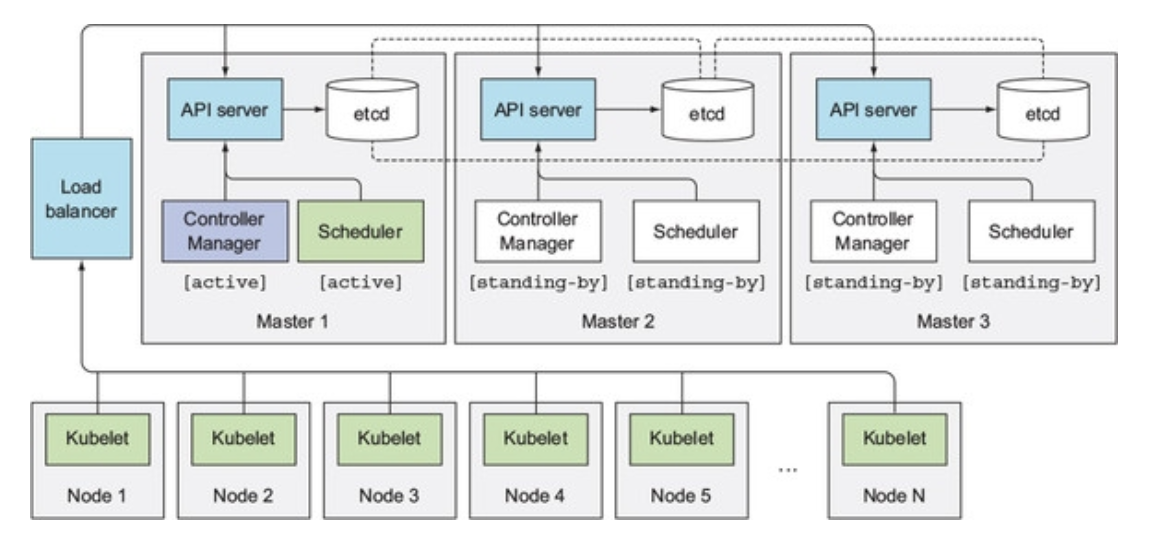 API server
etcd
API server
etcd
API server
etcd
Load
balancer
Controller
Manager
Scheduler
Controller
Manager
Scheduler
Controller
Manager
Scheduler
[active]
[active]
[standing-by]
[standing-by]
[standing-by]
[standing-by]
Master 1
Master 2
Master 3
Kubelet
Kubelet
Kubelet
Kubelet
Kubelet
Kubelet
...
Node 1
Node 2
Node 3
Node 4
Node 5
Node N